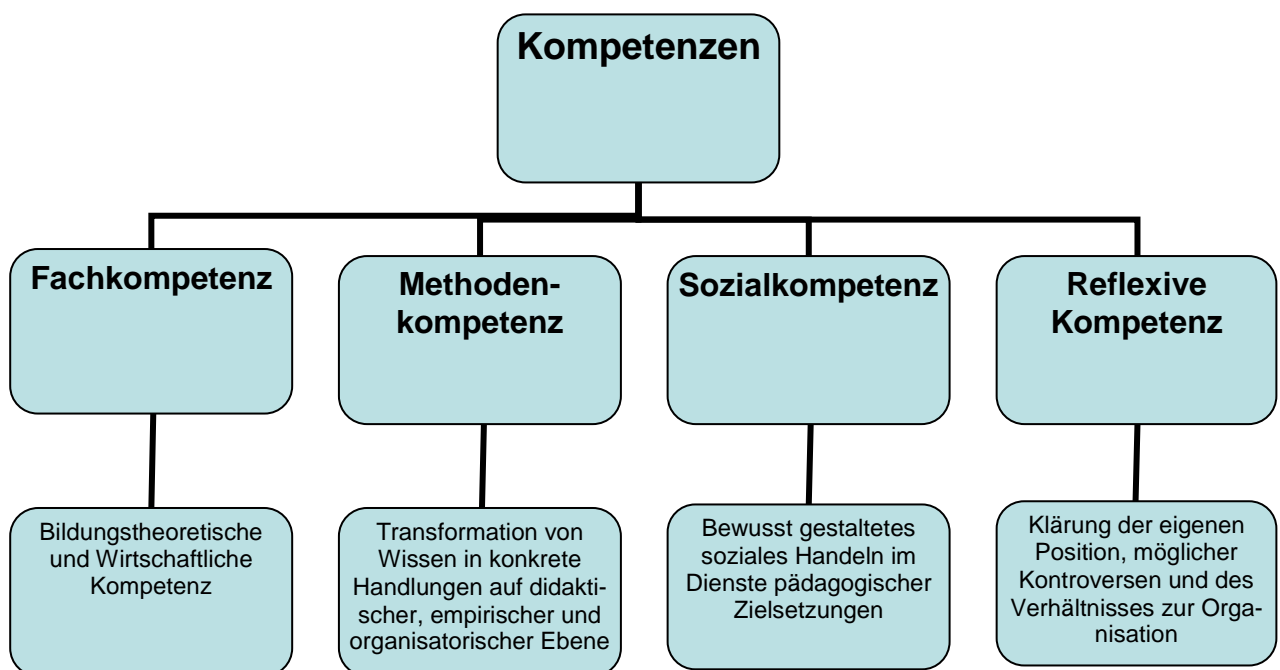 Kompetenzen
Fachkompetenz
Methoden-
kompetenz
Sozialkompetenz
Reflexive
Kompetenz
Bildungstheoretische
und Wirtschaftliche
Kompetenz
Transformation von
Wissen in konkrete
Handlungen auf didakti-
scher, empirischer und
organisatorischer Ebene
Bewusst gestaltetes
soziales Handeln im
Dienste pädagogischer
Zielsetzungen
Klärung der eigenen
Position, möglicher
Kontroversen und des
Verhältnisses zur Orga-
nisation